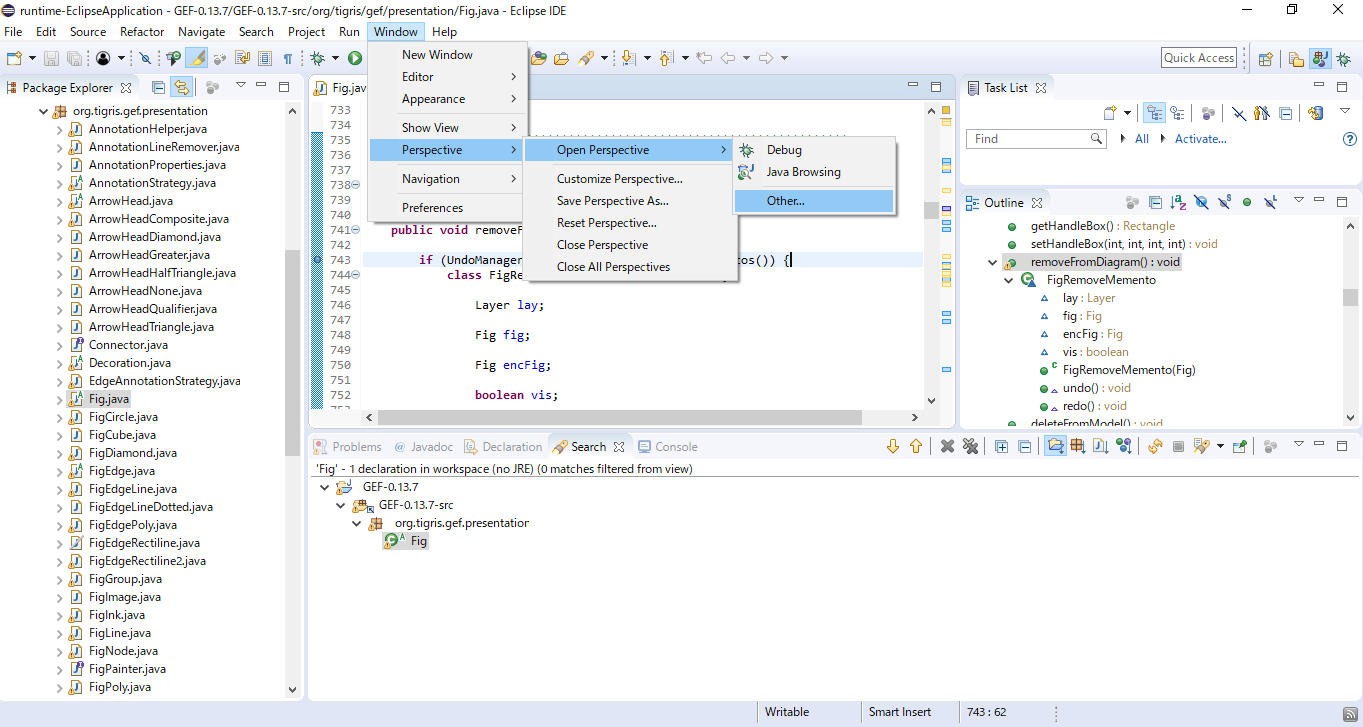 runtime-EclipseApplication - GEF-0.13.7/GEF-0.13.7-src/org/tigris/gef/presentation/Fig.java - Eclipse IDE
File Edit Source Refactor Navigate Search Project Run Window Help
Quick Access
New Window
Editor
Appearance
Show View
Perspective
Navigation
Preferences
Open Perspective
Customize Perspective...
Save Perspective As...
Reset Perspective...
Close Perspective
Close All Perspectives
Debug
Java Browsing
Other...
Package Explorer
org.tigris.gef.presentation
AnnotationHelper.java
AnnotationLineRemover.java
AnnotationProperties.java
AnnotationStrategy.java
ArrowHead.java
ArrowHeadComposite.java
ArrowHeadDiamond.java
ArrowHeadGreater.java
ArrowHeadHalfTriangle.java
ArrowHeadNone.java
ArrowHeadQualifier.java
ArrowHeadTriangle.java
Connector.java
Decoration.java
EdgeAnnotationStrategy.java
Fig.java
FigCircle.java
FigCube.java
FigDiamond.java
FigEdge.java
FigEdgeLine.java
FigEdgeLineDotted.java
FigEdgePoly.java
FigEdgeRectiline.java
FigEdgeRectiline2.java
FigGroup.java
FigImage.java
FigInk.java
FigLine.java
FigNode.java
FigPainter.java
FigPoly.java
Fig.jav
733
734
735
736
737
738
739
740
741 public void removeF
742
743 if (UndoManager tos()) {
744 class FigRe
745
746 Layer lay;
747
748 Fig fig;
749
750 Fig encFig;
751
752 boolean vis;
Task List
Find All Activate...
Outline
getHandleBox() : Rectangle
setHandleBox(int, int, int, int) : void
removeFromDiagram() : void
FigRemoveMemento
lay : Layer
fig : Fig
encFig : Fig
vis : boolean
FigRemoveMemento(Fig)
undo() : void
redo() : void
deleteFromModel() : void
Problems @ Javadoc Declaration Search Console
'Fig' - 1 declaration in workspace (no JRE) (0 matches filtered from view)
GEF-0.13.7
GEF-0.13.7-src
org.tigris.gef.presentation
Fig
Writable Smart Insert 743 : 62